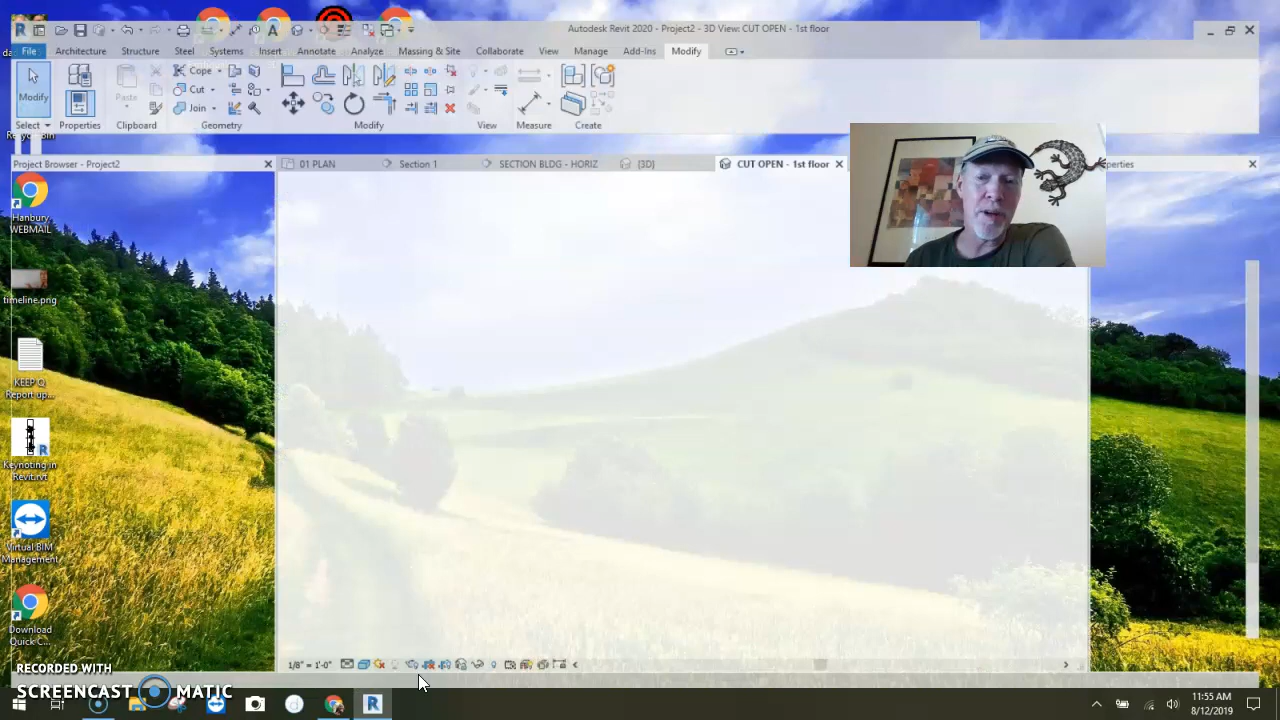 Autodesk Revit 2020 - Project2 - 3D View: CUT OPEN - 1st floor
File Architecture Structure Steel Systems Insert Annotate Analyze Massing & Site Collaborate View Manage Add-Ins Modify
Modify
Paste
Cope
Cut
Join
Select Properties Clipboard Geometry Modify View Measure Create
Project Browser - Project2
01 PLAN Section 1 SECTION BLDG - HORIZ {3D} CUT OPEN - 1st floor
Hanbury
WEBMAIL
timeline.png
KEEP Q
Report up...
Keynoting in
Revit.rvt
Virtual BIM
Management
Download
Quick C...
1/8" = 1'-0"
RECORDED WITH
SCREENCAST MATIC
11:55 AM
8/12/2019